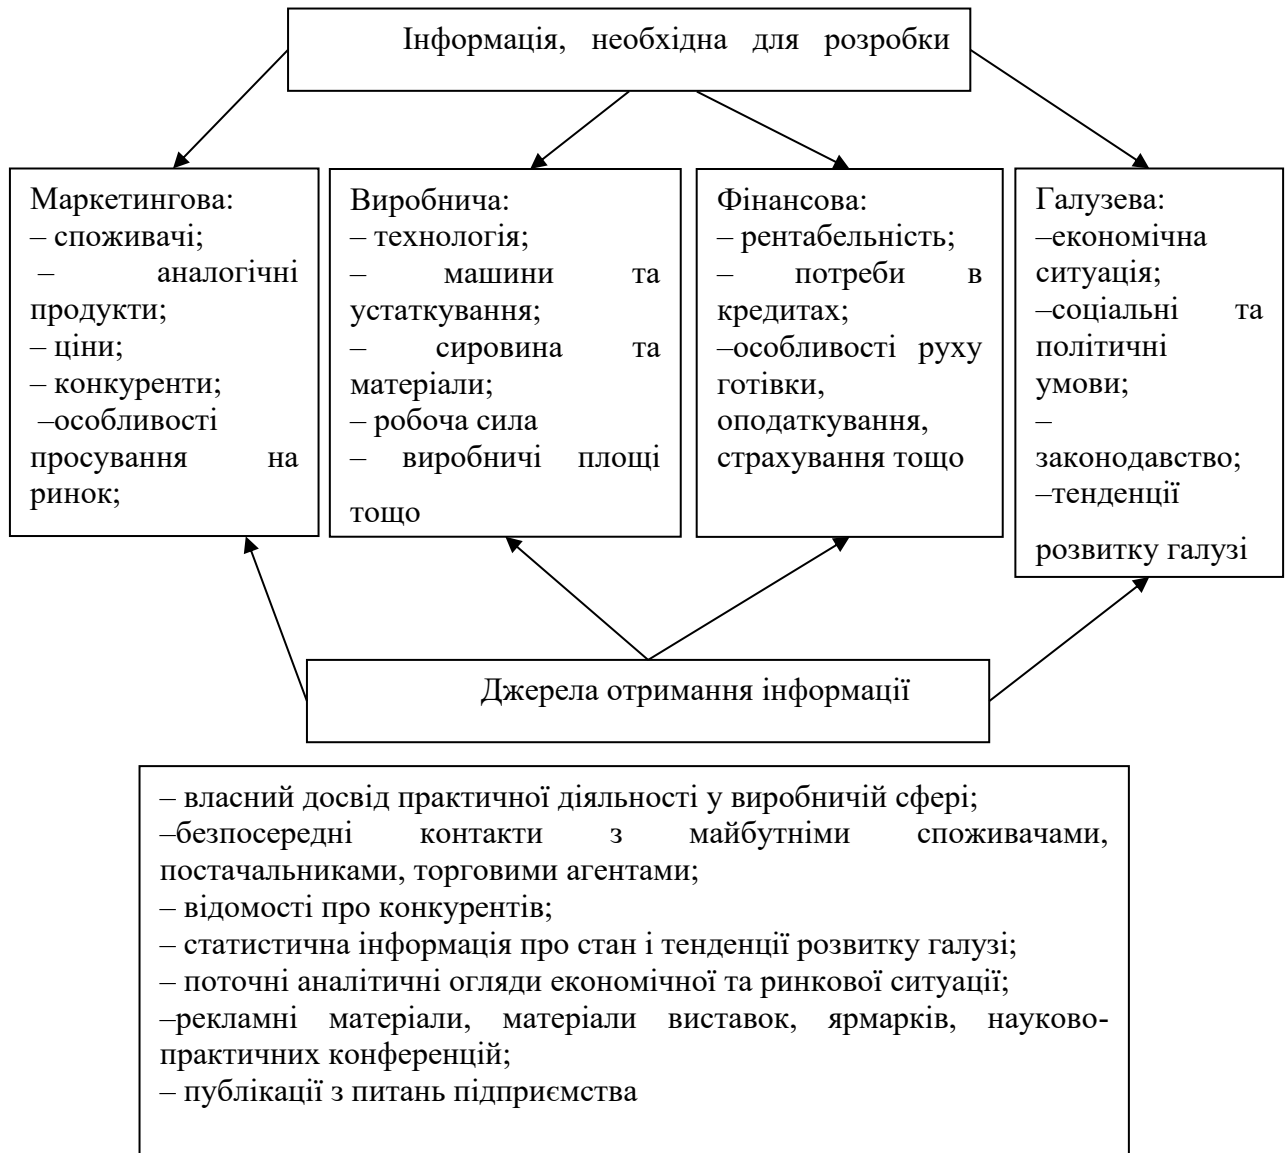 Інформація, необхідна для розробки
Маркетингова:
– споживачі;
– аналогічні
продукти;
– ціни;
– конкуренти;
–особливості
просування на
ринок;
Виробнича:
– технологія;
– машини та
устаткування;
– сировина та
матеріали;
– робоча сила
– виробничі площі
тощо
Фінансова:
– рентабельність;
– потреби в
кредитах;
–особливості руху
готівки,
оподаткування,
страхування тощо
Галузева:
–економічна
ситуація;
–соціальні та
політичні
умови;
–
законодавство;
–тенденції
розвитку галузі
Джерела отримання інформації
– власний досвід практичної діяльності у виробничій сфері;
–безпосередні контакти з майбутніми споживачами,
постачальниками, торговими агентами;
– відомості про конкурентів;
– статистична інформація про стан і тенденції розвитку галузі;
– поточні аналітичні огляди економічної та ринкової ситуації;
–рекламні матеріали, матеріали виставок, ярмарків, науково-
практичних конференцій;
– публікації з питань підприємства